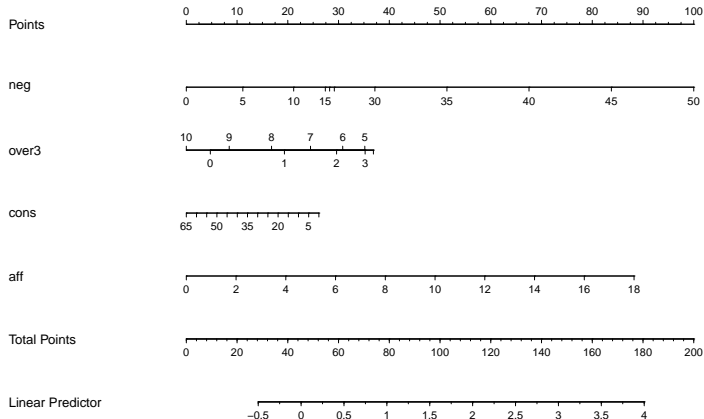 0 10 20 30 40 50 60 70 80 90 100
Points
neg
0 5 10 15 30 35 40 45 50
10 9 8 7 6 5
over3
0 1 2 3
cons
65 50 35 20 5
aff
0 2 4 6 8 10 12 14 16 18
Total Points
0 20 40 60 80 100 120 140 160 180 200
Linear Predictor
−0.5 0 0.5 1 1.5 2 2.5 3 3.5 4